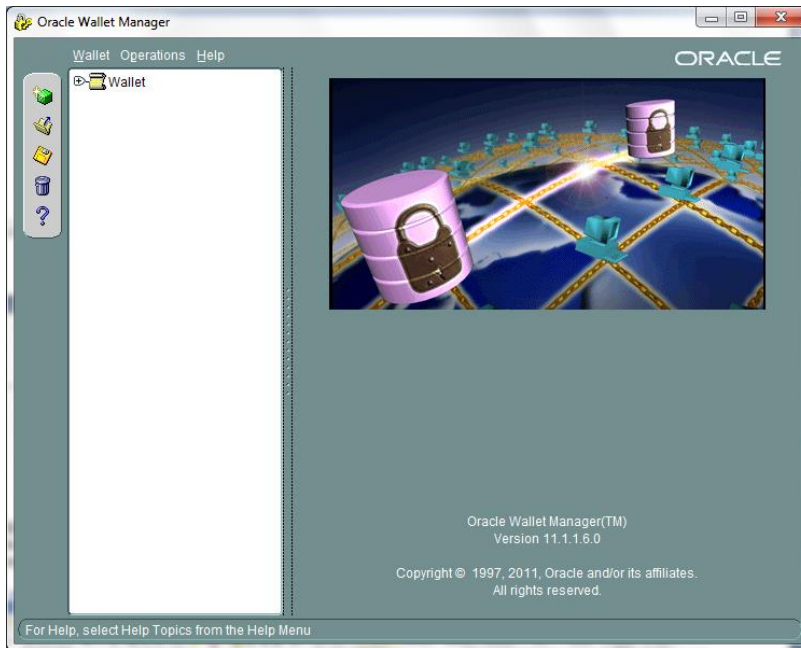 Oracle Wallet Manager
Wallet Operations Help
ORACLE
Wallet
?
Oracle Wallet Manager(TM)
Version 11.1.1.6.0
Copyright © 1997, 2011, Oracle and/or its affiliates.
All rights reserved.
For Help, select Help Topics from the Help Menu